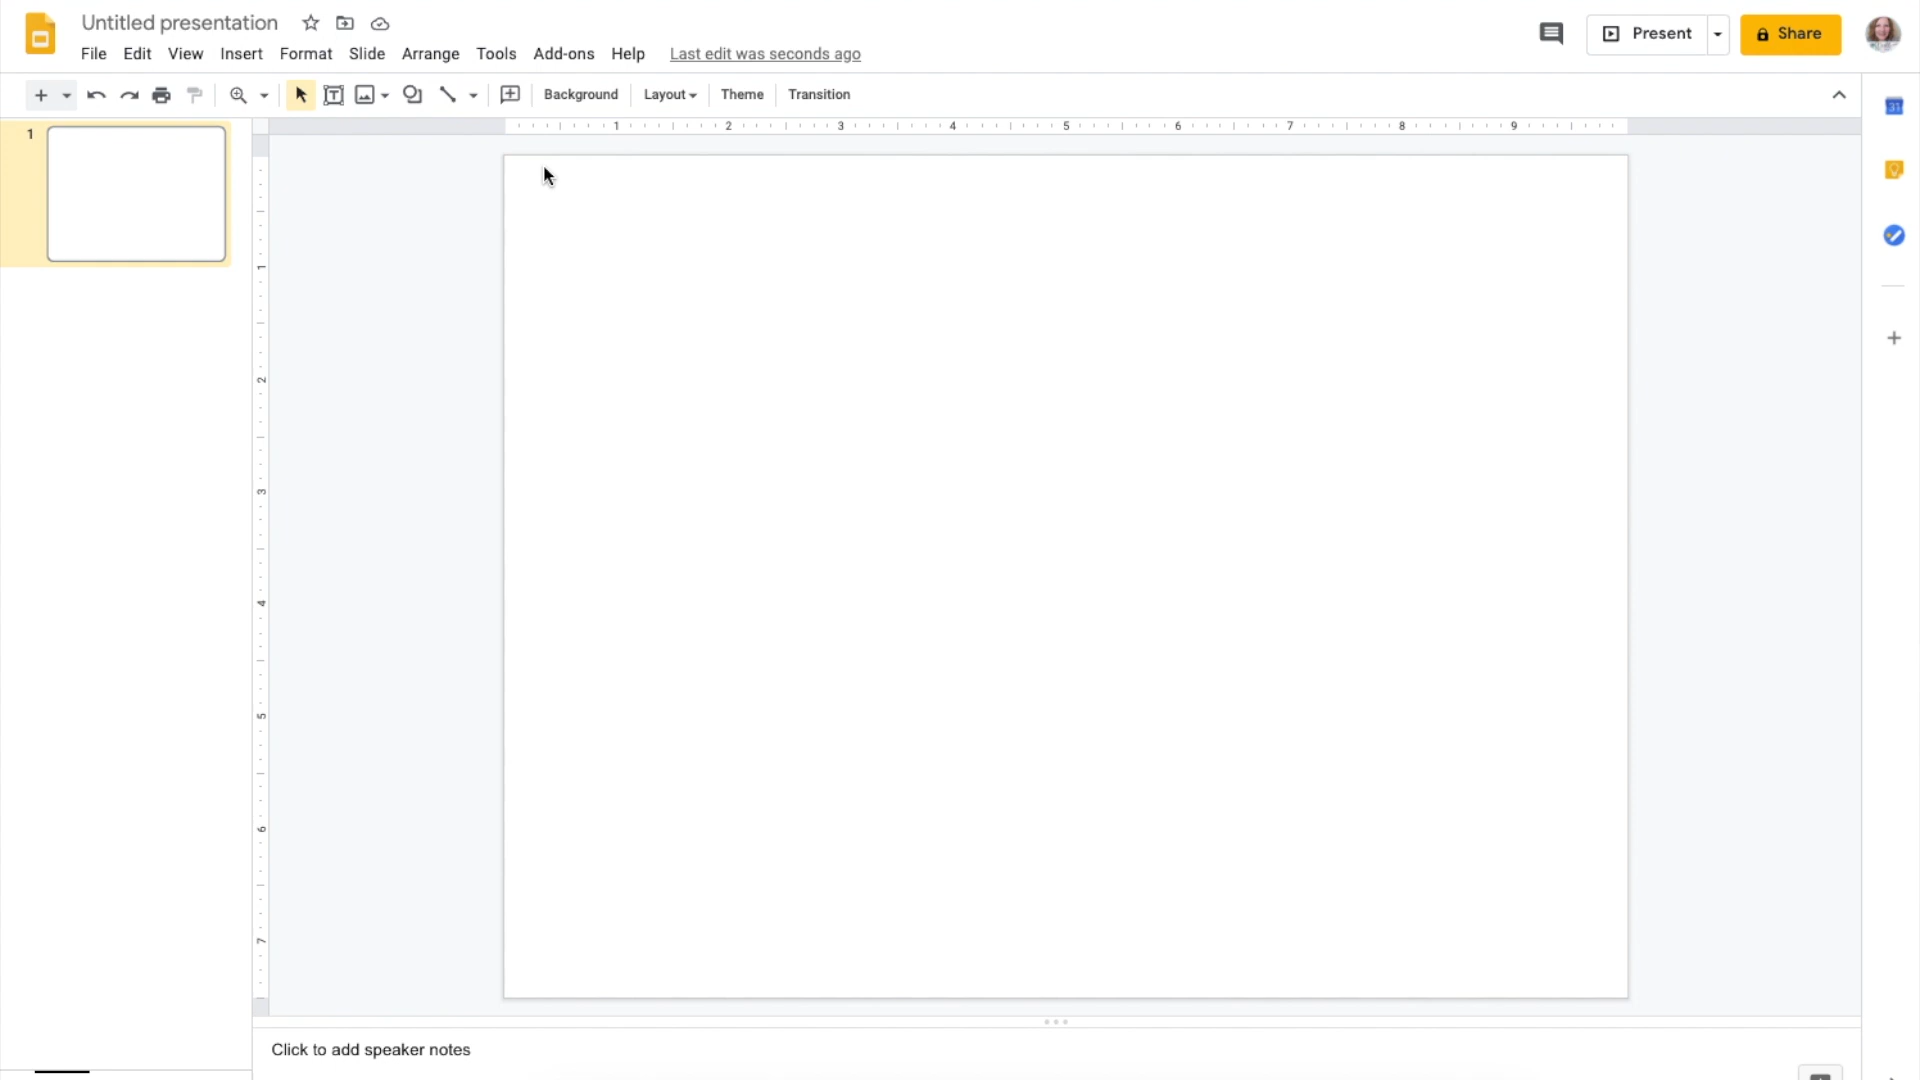 Untitled presentation
File Edit View Insert Format Slide Arrange Tools Add-ons Help Last edit was seconds ago
Present
Share
Background Layout Theme Transition
31
1
1 2 3 4 5 6 7 8 9
1
2
3
4
5
6
7
Click to add speaker notes